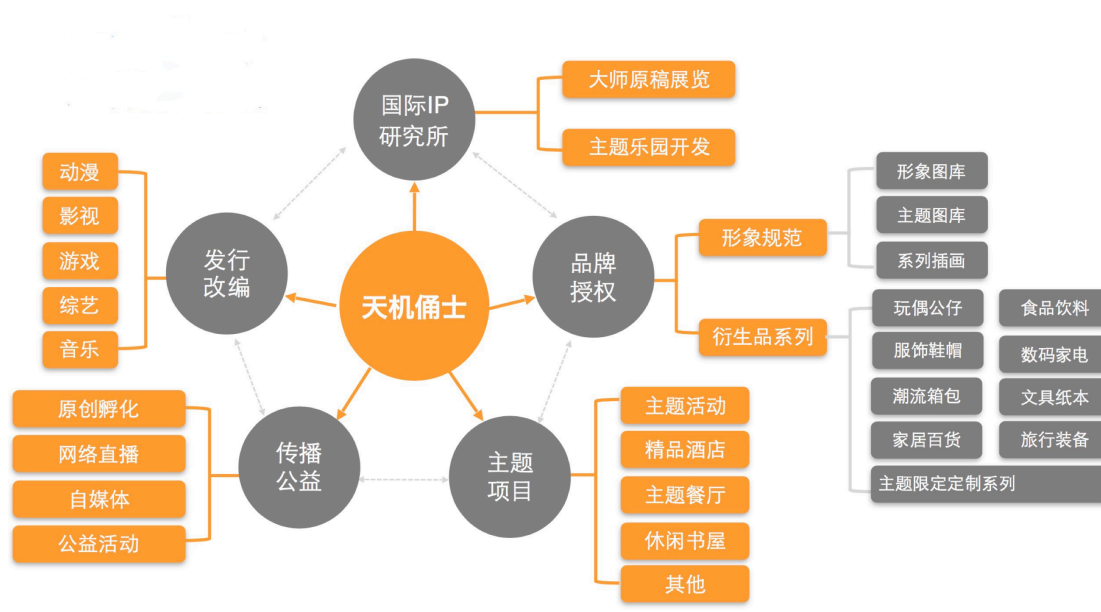 国际IP
研究所
大师原稿展览
主题乐园开发
动漫
影视
游戏
综艺
音乐
发行
改编
天机俑士
品牌
授权
形象规范
形象图库
主题图库
系列插画
衍生品系列
玩偶公仔
食品饮料
服饰鞋帽
数码家电
潮流箱包
文具纸本
家居百货
旅行装备
主题限定定制系列
原创孵化
网络直播
自媒体
公益活动
传播
公益
主题
项目
主题活动
精品酒店
主题餐厅
休闲书屋
其他